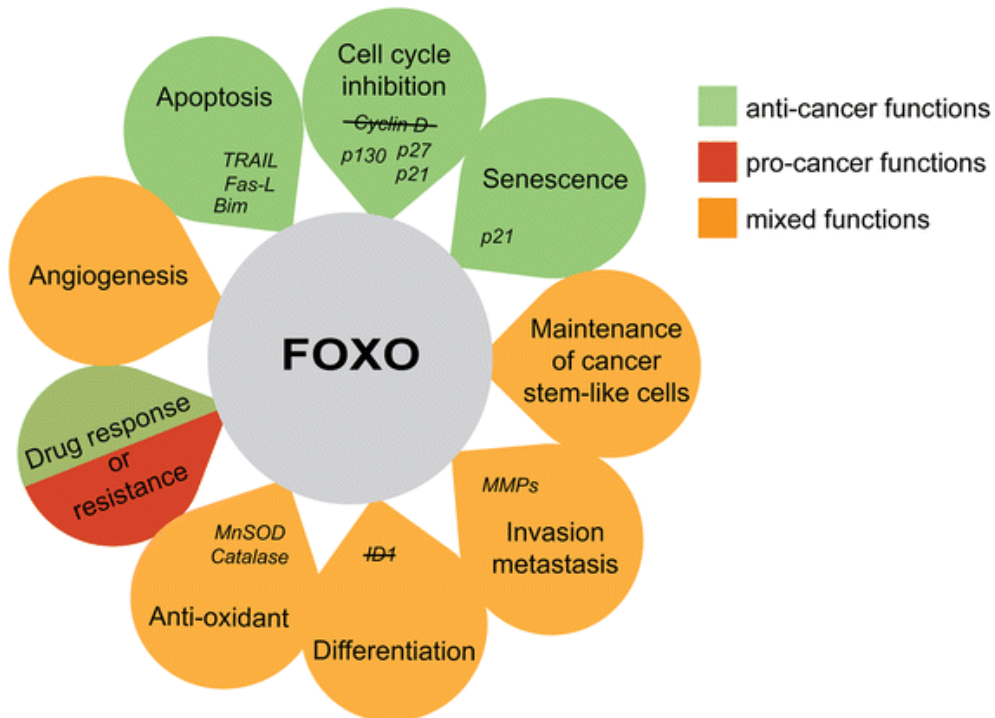 Cell cycle
inhibition
Cyclin D
p130 p27
p21
Apoptosis
TRAIL
Fas-L
Bim
Senescence
p21
anti-cancer functions
pro-cancer functions
mixed functions
Angiogenesis
FOXO
Maintenance
of cancer
stem-like cells
Drug response
or
resistance
MMPs
Invasion
metastasis
MnSOD
Catalase
Anti-oxidant
ID1
Differentiation